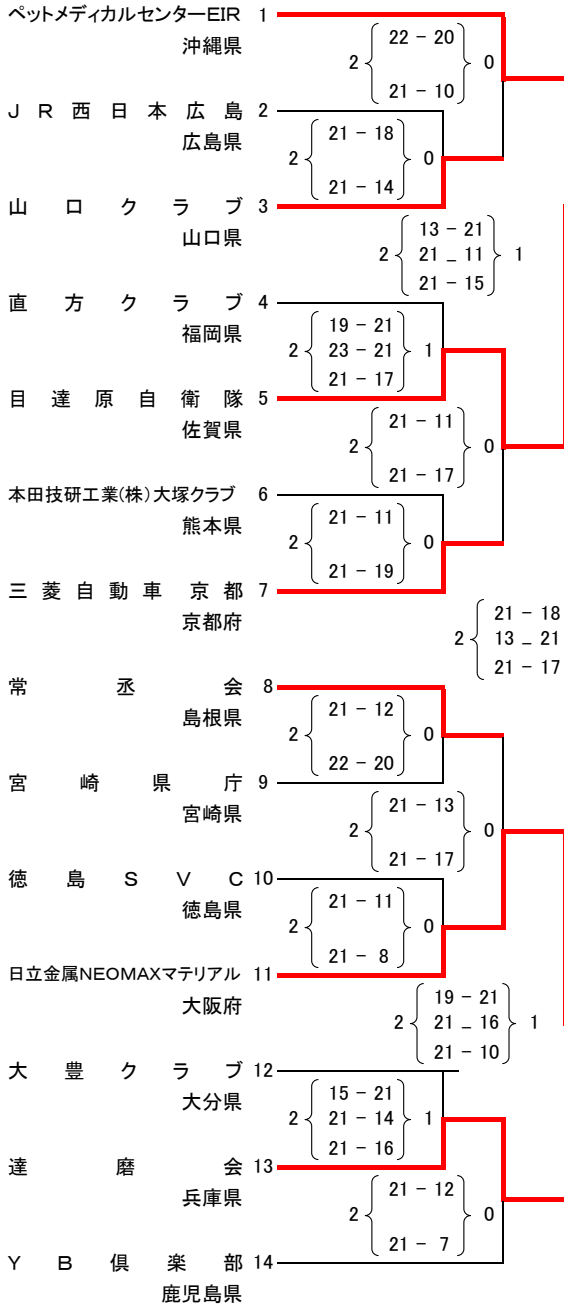 ペットメディカルセンターEIR 1
沖縄県
22 - 20
2 0
21 - 10
ＪＲ西日本広島 2
広島県
21 - 18
2 0
21 - 14
山口クラブ 3
山口県
13 - 21
2 21 _ 11 1
21 - 15
直方クラブ 4
福岡県
19 - 21
2 23 - 21 1
21 - 17
目達原自衛隊 5
佐賀県
21 - 11
2 0
21 - 17
本田技研工業(株)大塚クラブ 6
熊本県
21 - 11
2 0
21 - 19
三菱自動車京都 7
京都府
21 - 18
2 13 _ 21
21 - 17
常丞会 8
島根県
21 - 12
2 0
22 - 20
宮崎県庁 9
宮崎県
21 - 13
2 0
21 - 17
徳島ＳＶＣ 10
徳島県
21 - 11
2 0
21 - 8
日立金属NEOMAXマテリアル 11
大阪府
19 - 21
2 21 _ 16 1
21 - 10
大豊クラブ 12
大分県
15 - 21
2 21 - 14 1
21 - 16
達磨会 13
兵庫県
21 - 12
2 0
21 - 7
ＹＢ倶楽部 14
鹿児島県